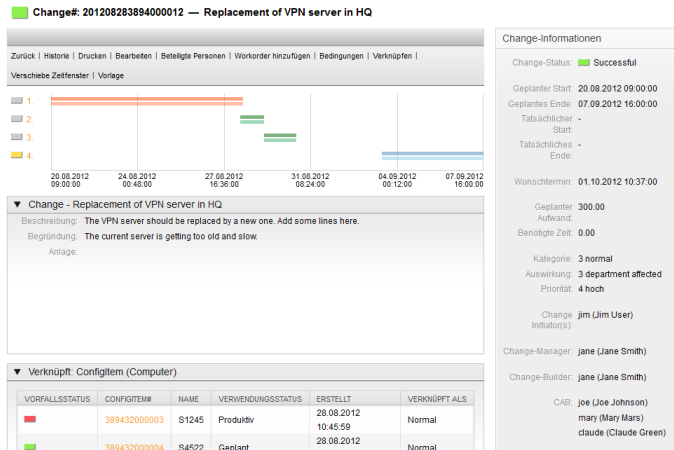 Change#: 201208283894000012 — Replacement of VPN server in HQ
Zurück | Historie | Drucken | Bearbeiten | Beteiligte Personen | Workorder hinzufügen | Bedingungen | Verknüpfen |
Verschiebe Zeitfenster | Vorlage
1.
2.
3.
4.
20.08.2012 24.08.2012 27.08.2012 31.08.2012 04.09.2012 07.09.2012
09:00:00 00:48:00 16:36:00 08:24:00 00:12:00 16:00:00
▼ Change - Replacement of VPN server in HQ
Beschreibung: The VPN server should be replaced by a new one. Add some lines here.
Begründung: The current server is getting too old and slow.
Anlage:
▼ Verknüpft: ConfigItem (Computer)
VORFALLSSTATUS CONFIGITEM# NAME VERWENDUNGSSTATUS ERSTELLT VERKNÜPFT ALS
389432000003 S1245 Produktiv 28.08.2012 Normal
10:45:59
389432000004 S4522 Geplant 28.08.2012 Normal
Change-Informationen
Change-Status: Successful
Geplanter Start: 20.08.2012 09:00:00
Geplantes Ende: 07.09.2012 16:00:00
Tatsächlicher -
Start:
Tatsächliches -
Ende:
Wunschtermin: 01.10.2012 10:37:00
Geplanter 300.00
Aufwand:
Benötigte Zeit: 0.00
Kategorie: 3 normal
Auswirkung: 3 department affected
Priorität: 4 hoch
Change jim (Jim User)
Initiator(s):
Change-Manager: jane (Jane Smith)
Change-Builder: jane (Jane Smith)
CAB: joe (Joe Johnson)
mary (Mary Mars)
claude (Claude Green)